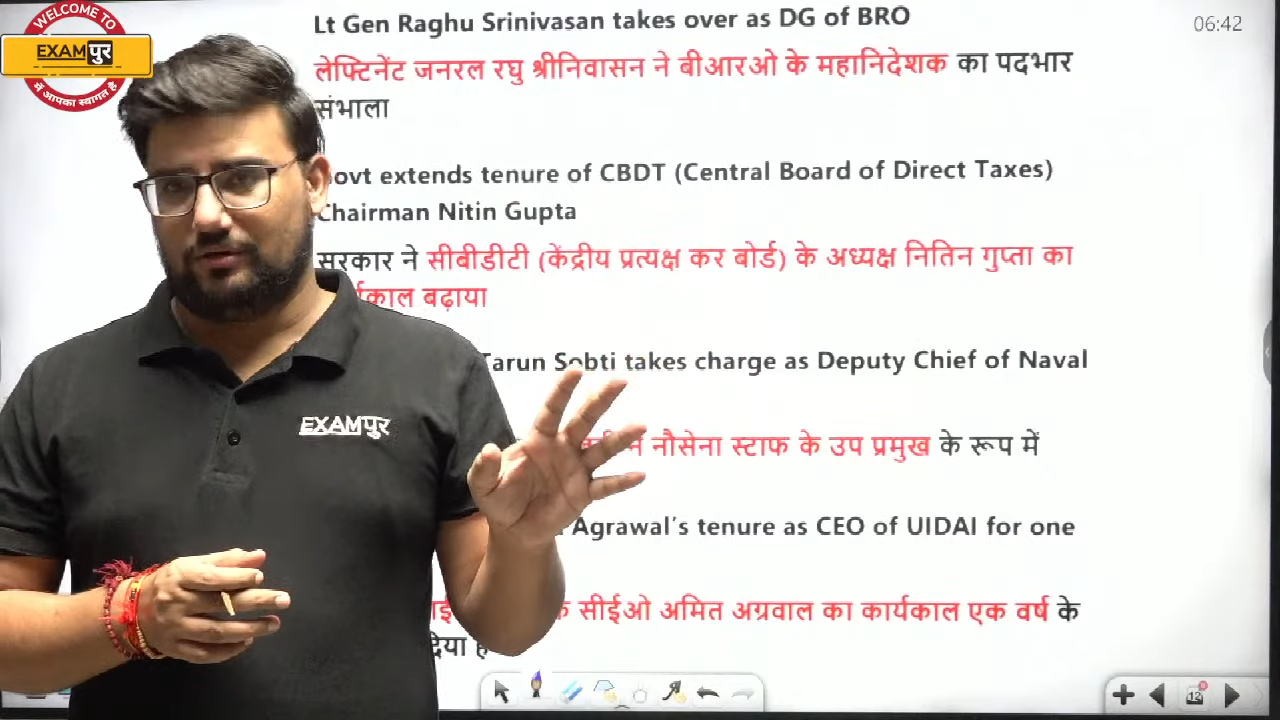 WELCOME TO
EXAMपुर
में आपका स्वागत है
Lt Gen Raghu Srinivasan takes over as DG of BRO
06:42
लेफ्टिनेंट जनरल रघु श्रीनिवासन ने बीआरओ के महानिदेशक का पदभार
संभाला
extends tenure of CBDT (Central Board of Direct Taxes)
Chairman Nitin Gupta
सरकार ने सीबीडीटी (केंद्रीय प्रत्यक्ष कर बोर्ड) के अध्यक्ष नितिन गुप्ता का
बढ़ाया
Tarun Sobti takes charge as Deputy Chief of Naval
नौसेना स्टाफ के उप प्रमुख के रूप में
EXAMपुर
Agrawal's tenure as CEO of UIDAI for one
सीईओ अमित अग्रवाल का कार्यकाल एक वर्ष के
दिया
12